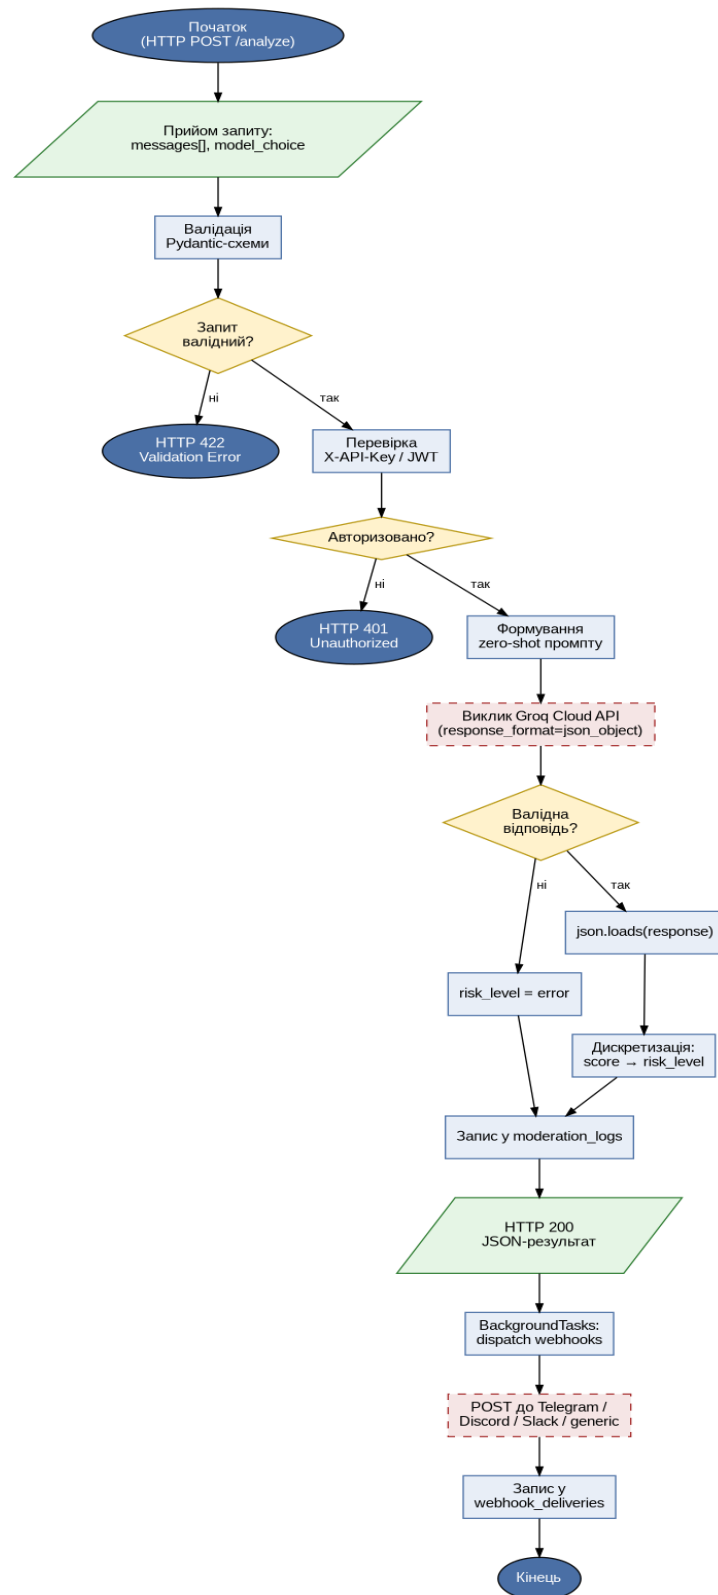 Початок
(HTTP POST /analyze)
Прийом запиту:
messages[], model_choice
Валідація
Pydantic-схеми
Запит
валідний?
ні
так
HTTP 422
Validation Error
Перевірка
X-API-Key / JWT
Авторизовано?
ні
так
HTTP 401
Unauthorized
Формування
zero-shot промпту
Виклик Groq Cloud API
(response_format=json_object)
Валідна
відповідь?
ні
так
json.loads(response)
risk_level = error
Дискретизація:
score → risk_level
Запис у moderation_logs
HTTP 200
JSON-результат
BackgroundTasks:
dispatch webhooks
POST до Telegram /
Discord / Slack / generic
Запис у
webhook_deliveries
Кінець